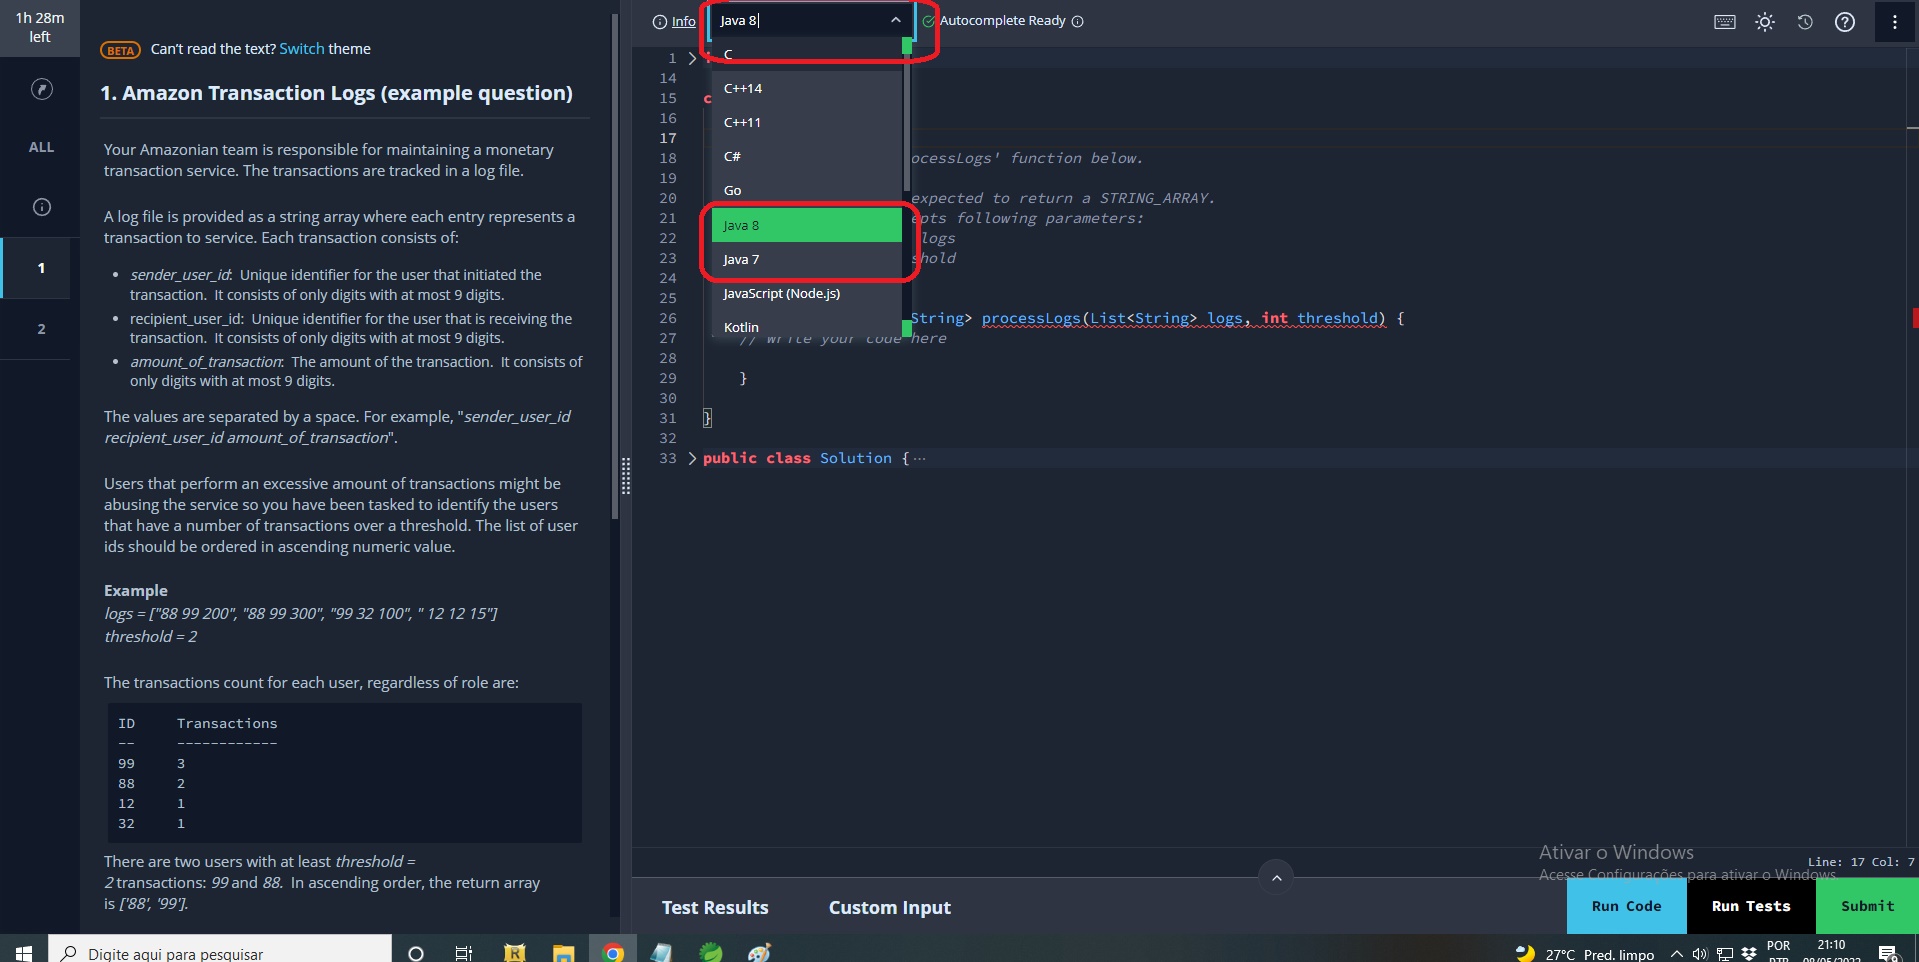 1h 28m
left
ALL
1
2
BETA Can't read the text? Switch theme
1. Amazon Transaction Logs (example question)
Your Amazonian team is responsible for maintaining a monetary
transaction service. The transactions are tracked in a log file.
A log file is provided as a string array where each entry represents a
transaction to service. Each transaction consists of:
• sender_user_id: Unique identifier for the user that initiated the
transaction. It consists of only digits with at most 9 digits.
• recipient_user_id: Unique identifier for the user that is receiving the
transaction. It consists of only digits with at most 9 digits.
• amount_of_transaction: The amount of the transaction. It consists of
only digits with at most 9 digits.
The values are separated by a space. For example, "sender_user_id
recipient_user_id amount_of_transaction".
Users that perform an excessive amount of transactions might be
abusing the service so you have been tasked to identify the users
that have a number of transactions over a threshold. The list of user
ids should be ordered in ascending numeric value.
Example
logs = ["88 99 200", "88 99 300", "99 32 100", " 12 12 15"]
threshold = 2
The transactions count for each user, regardless of role are:
ID Transactions
-- ------------
99 3
88 2
12 1
32 1
There are two users with at least threshold =
2 transactions: 99 and 88. In ascending order, the return array
is ['88', '99'].
Info Java 8 Autocomplete Ready
C
C++14
C++11
C#
Go
Java 8
Java 7
JavaScript (Node.js)
Kotlin
1
14
15 c
16
17
18 ocessLogs' function below.
19
20 expected to return a STRING_ARRAY.
21 epts following parameters:
22 logs
23 shold
24
25
26 String> processLogs(List<String> logs, int threshold) {
27 // Write your code here
28
29 }
30
31 }
32
33 public class Solution { ···
Ativar o Windows
Acesse Configurações para ativar o Windows.
Line: 17 Col: 7
Test Results Custom Input
Run Code Run Tests Submit
Digite aqui para pesquisar
27°C Pred. limpo
POR
21:10